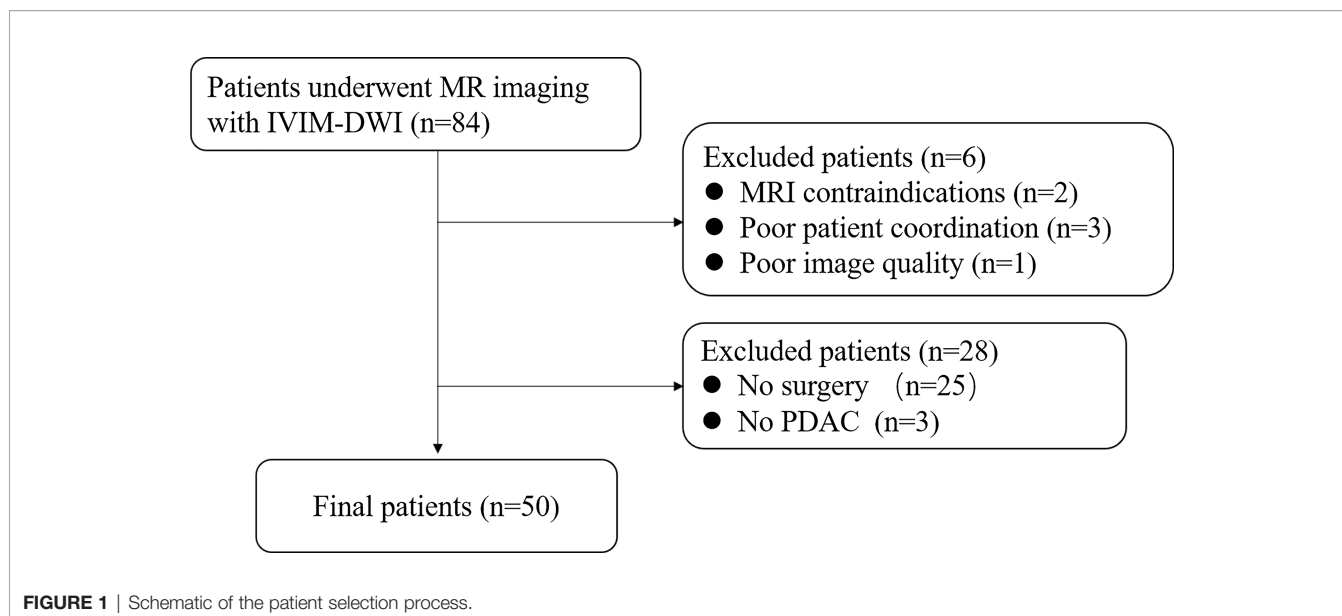 Patients underwent MR imaging
with IVIM-DWI (n=84)
Excluded patients (n=6)
● MRI contraindications (n=2)
● Poor patient coordination (n=3)
● Poor image quality (n=1)
Excluded patients (n=28)
● No surgery （n=25）
● No PDAC (n=3)
Final patients (n=50)
FIGURE 1 | Schematic of the patient selection process.